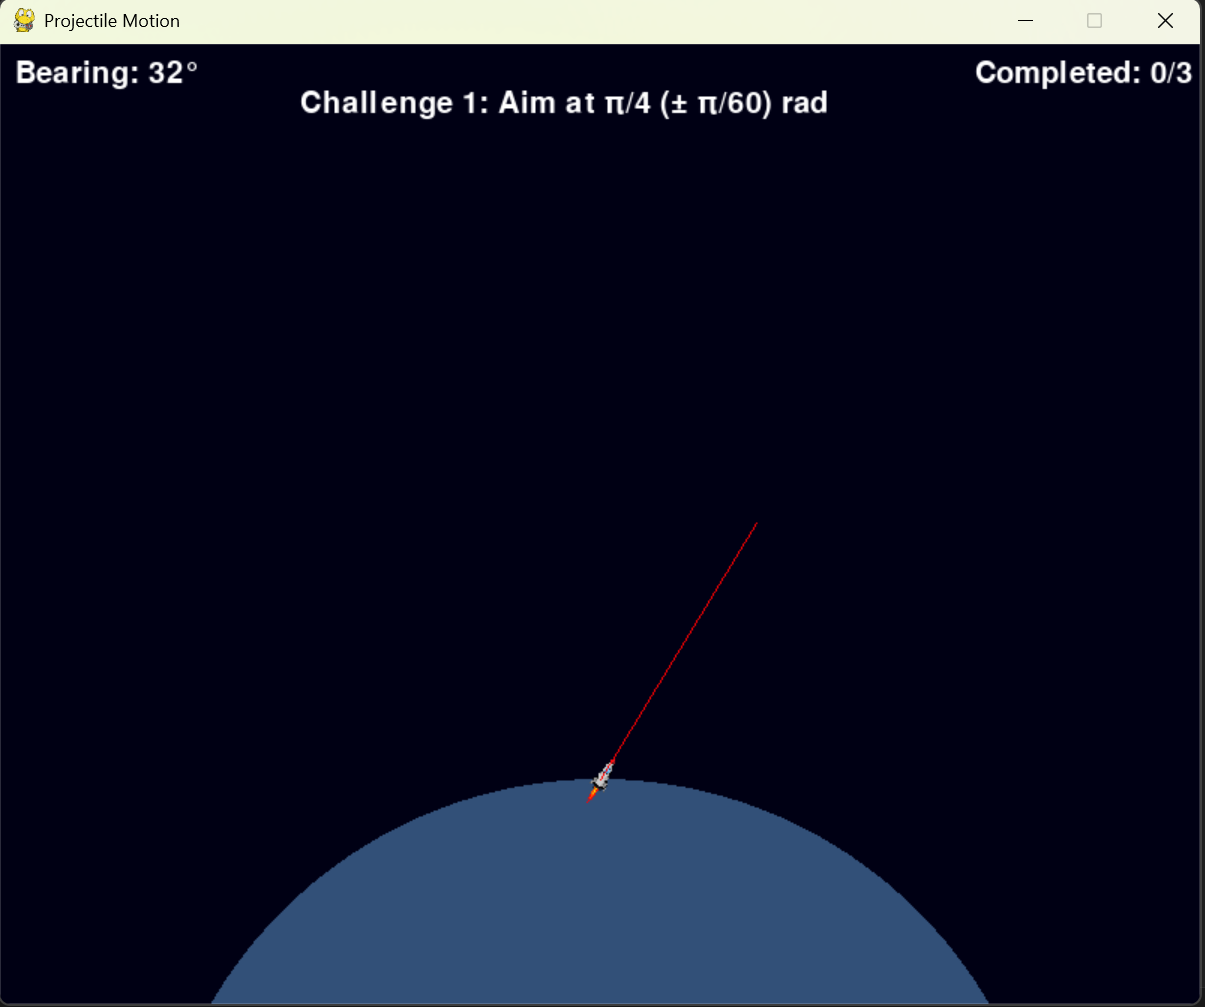 Projectile Motion
Bearing: 32°
Completed: 0/3
Challenge 1: Aim at π/4 (± π/60) rad